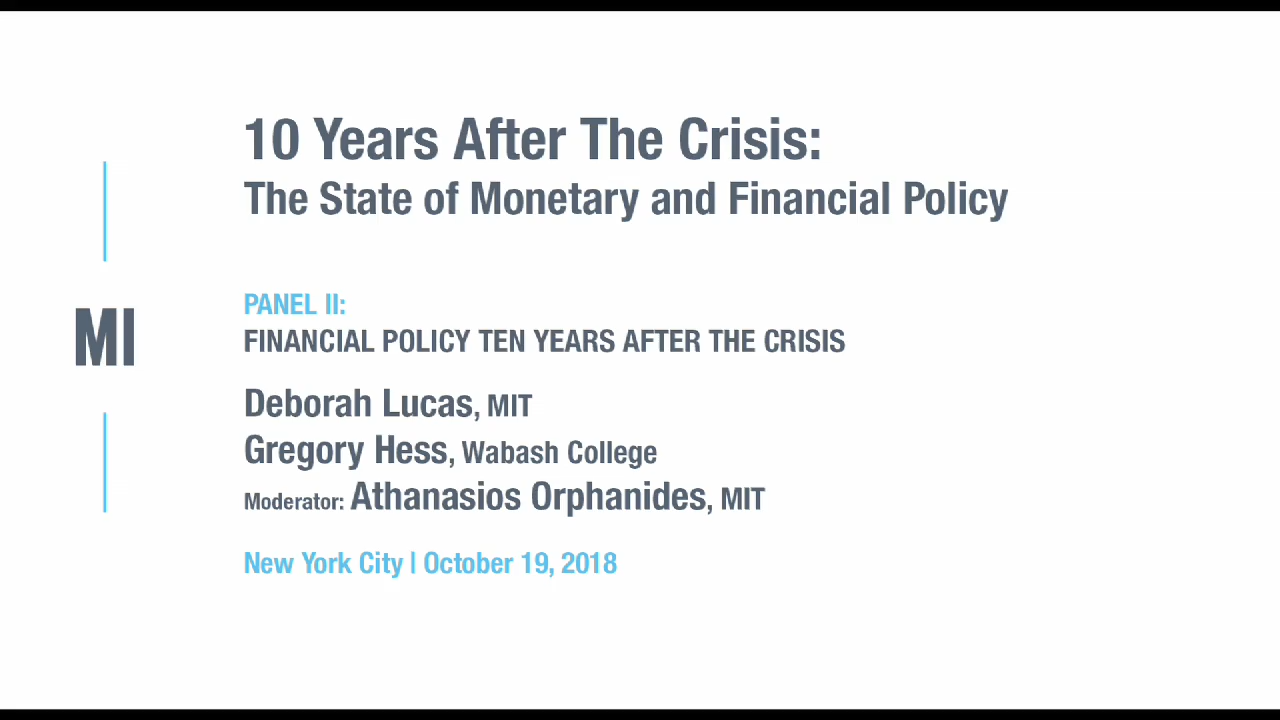 10 Years After The Crisis:
The State of Monetary and Financial Policy
MI
PANEL II:
FINANCIAL POLICY TEN YEARS AFTER THE CRISIS
Deborah Lucas, MIT
Gregory Hess, Wabash College
Moderator: Athanasios Orphanides, MIT
New York City | October 19, 2018